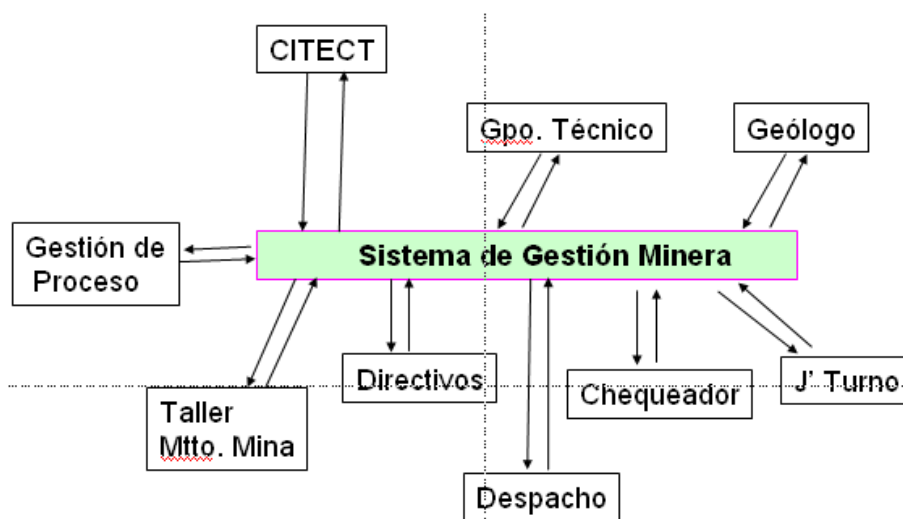 CITECT
Gpo. Técnico
Geólogo
Gestión de
Proceso
Sistema de Gestión Minera
Directivos
Chequeador
J' Turno
Taller
Mtto. Mina
Despacho